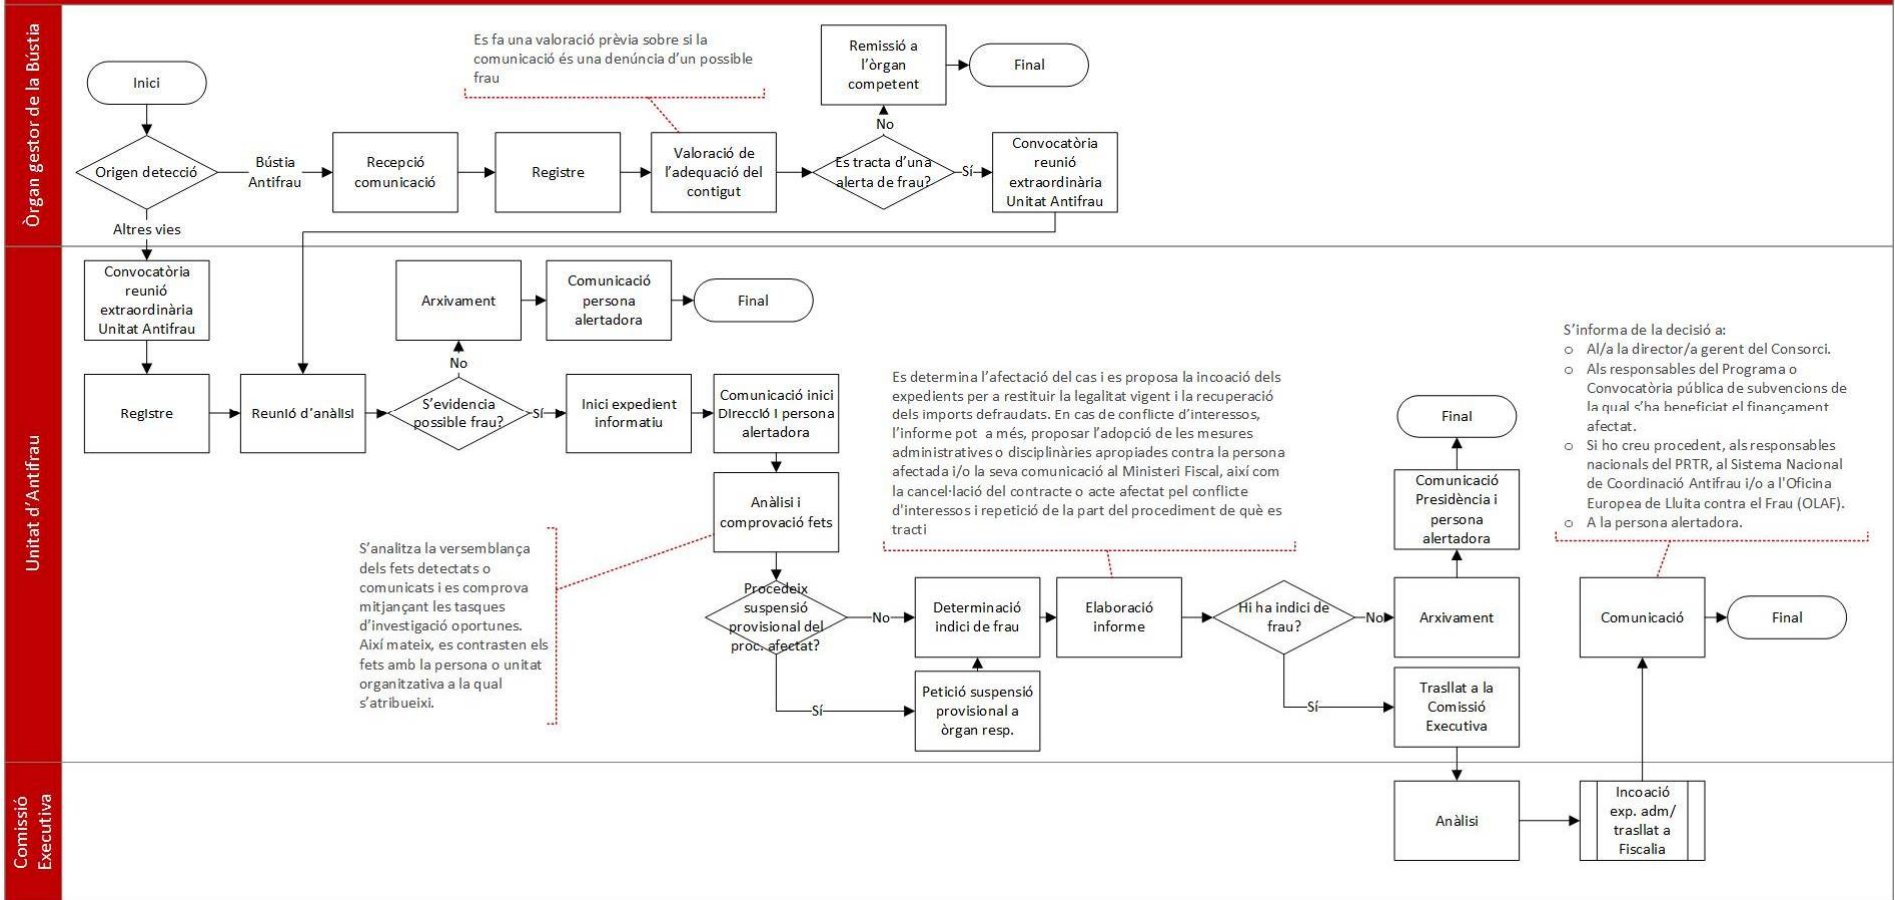 Òrgan gestor de la Bústia
Inici
Origen detecció
Bústia
Antifrau
Altres vies
Recepció
comunicació
Registre
Es fa una valoració prèvia sobre si la
comunicació és una denúncia d'un possible
frau
Valoració de
l'adequació del
contigut
Es tracta d'una
alerta de frau?
No
Remissió a
l'òrgan
competent
Final
Sí
Convocatòria
reunió
extraordinària
Unitat Antifrau
Unitat d'Antifrau
Convocatòria
reunió
extraordinària
Unitat Antifrau
Registre
Reunió d'anàlisi
S'evidencia
possible frau?
No
Arxivament
Comunicació
persona
alertadora
Final
Sí
Inici expedient
informatiu
Comunicació inici
Direcció i persona
alertadora
Anàlisi i
comprovació fets
S'analitza la versemblança
dels fets detectats o
comunicats i es comprova
mitjançant les tasques
d'investigació oportunes.
Així mateix, es contrasten els
fets amb la persona o unitat
organitzativa a la qual
s'atribueixi.
Procedeix
suspensió
provisional del
proc. afectat?
No
Sí
Petició suspensió
provisional a
òrgan resp.
Determinació
indici de frau
Es determina l'afectació del cas i es proposa la incoació dels
expedients per a restituir la legalitat vigent i la recuperació
dels imports defraudats. En cas de conflicte d'interessos,
l'informe pot a més, proposar l'adopció de les mesures
administratives o disciplinàries apropiades contra la persona
afectada i/o la seva comunicació al Ministeri Fiscal, així com
la cancel·lació del contracte o acte afectat pel conflicte
d'interessos i repetició de la part del procediment de què es
tracti
Elaboració
informe
Hi ha indici de
frau?
No
Arxivament
Comunicació
Presidència i
persona
alertadora
Final
Sí
Trasllat a la
Comissió
Executiva
S'informa de la decisió a:
o Al/a la director/a gerent del Consorci.
o Als responsables del Programa o
Convocatòria pública de subvencions de
la qual s'ha beneficiat el finançament
afectat.
o Si ho creu procedent, als responsables
nacionals del PRTR, al Sistema Nacional
de Coordinació Antifrau i/o a l'Oficina
Europea de Lluita contra el Frau (OLAF).
o A la persona alertadora.
Comunicació
Final
Comissió
Executiva
Anàlisi
Incoació
exp. adm/
trasllat a
Fiscalia